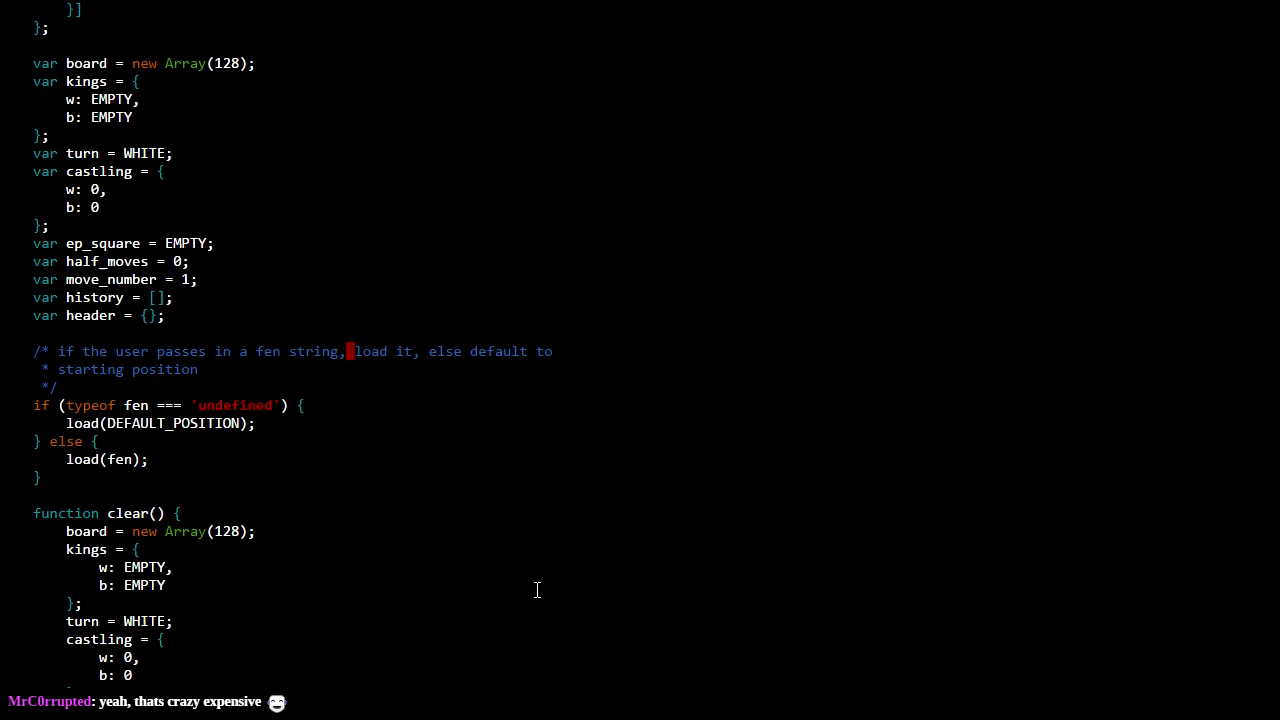 }]
};
var board = new Array(128);
var kings = {
w: EMPTY,
b: EMPTY
};
var turn = WHITE;
var castling = {
w: 0,
b: 0
};
var ep_square = EMPTY;
var half_moves = 0;
var move_number = 1;
var history = [];
var header = {};
/* if the user passes in a fen string, load it, else default to
* starting position
*/
if (typeof fen === 'undefined') {
load(DEFAULT_POSITION);
} else {
load(fen);
}
function clear() {
board = new Array(128);
kings = {
w: EMPTY,
b: EMPTY
};
turn = WHITE;
castling = {
w: 0,
b: 0
MrC0rrupted: yeah, thats crazy expensive